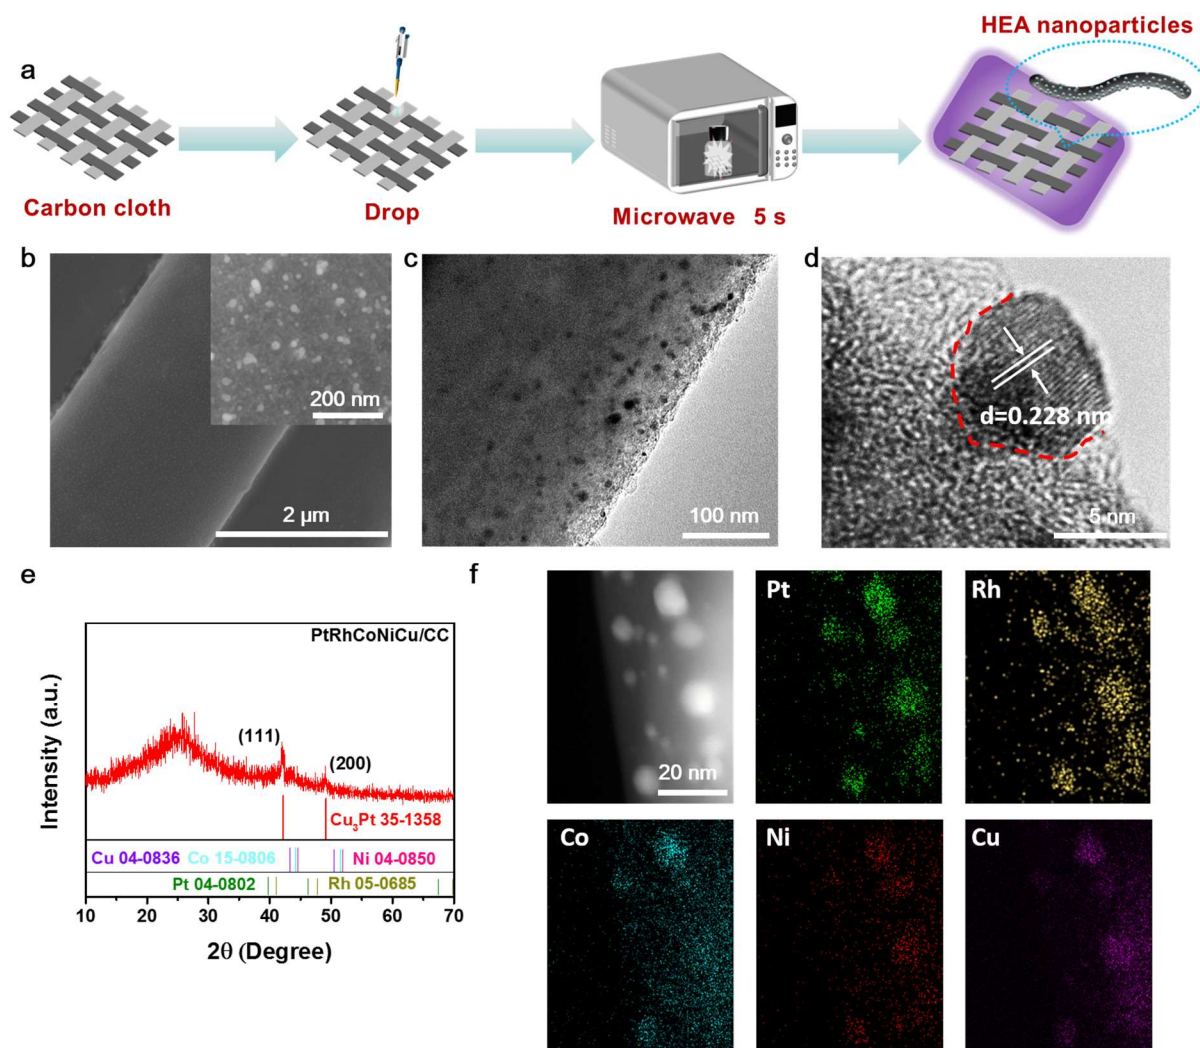 HEA nanoparticles
a
Carbon cloth
Drop
Microwave 5 s
b
200 nm
2 µm
c
100 nm
d
d=0.228 nm
5 nm
e
PtRhCoNiCu/CC
Intensity (a.u.)
(111)
(200)
Cu₃Pt 35-1358
Cu 04-0836 Co 15-0806 Ni 04-0850
Pt 04-0802 Rh 05-0685
10 20 30 40 50 60 70
2θ (Degree)
f
20 nm
Pt
Rh
Co
Ni
Cu